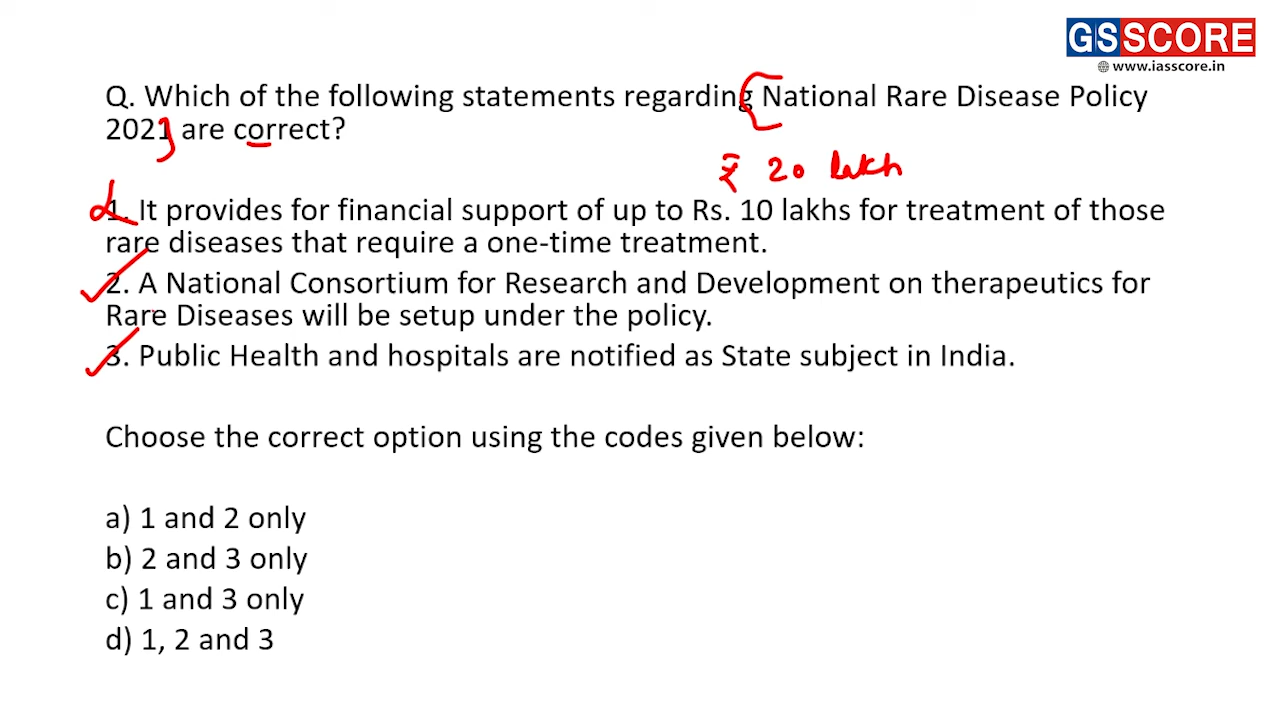 GSSCORE
www.iasscore.in
Q. Which of the following statements regarding National Rare Disease Policy
2021 are correct?
₹ 20 lakh
1. It provides for financial support of up to Rs. 10 lakhs for treatment of those
rare diseases that require a one-time treatment.
2. A National Consortium for Research and Development on therapeutics for
Rare Diseases will be setup under the policy.
3. Public Health and hospitals are notified as State subject in India.
Choose the correct option using the codes given below:
a) 1 and 2 only
b) 2 and 3 only
c) 1 and 3 only
d) 1, 2 and 3